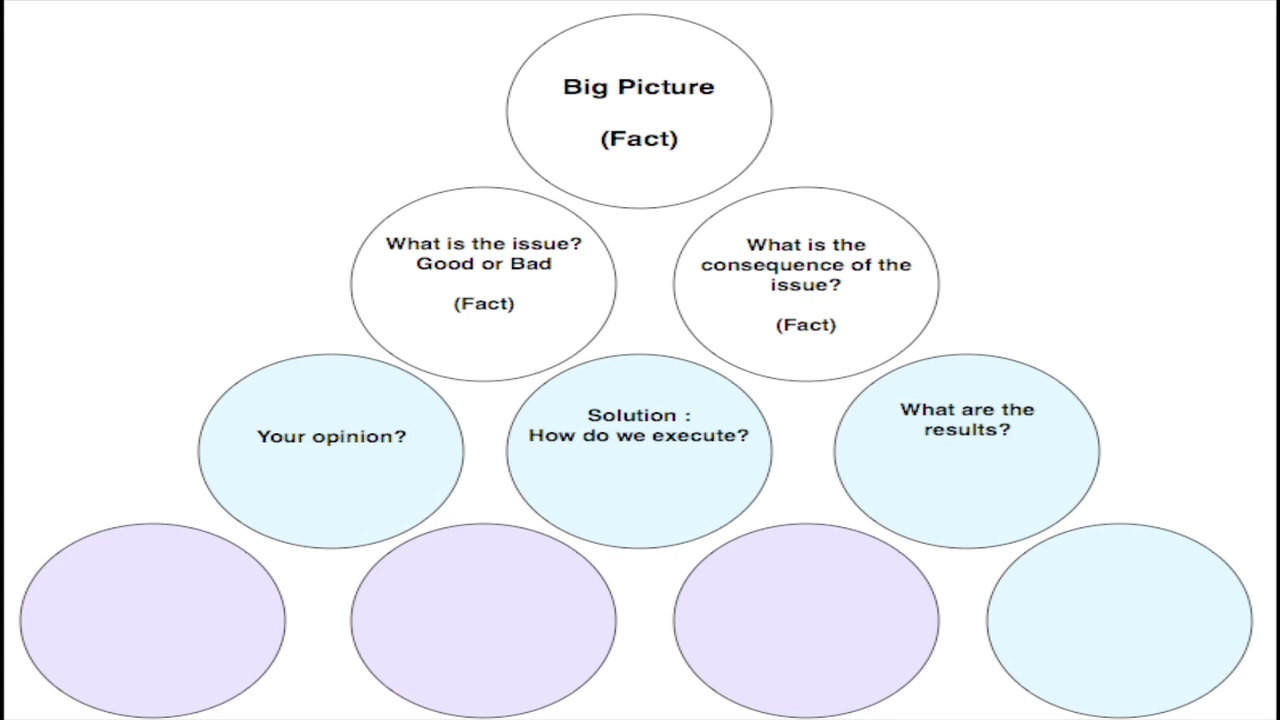 Big Picture
(Fact)
What is the issue?
Good or Bad
(Fact)
What is the
consequence of the
issue?
(Fact)
Your opinion?
Solution :
How do we execute?
What are the
results?